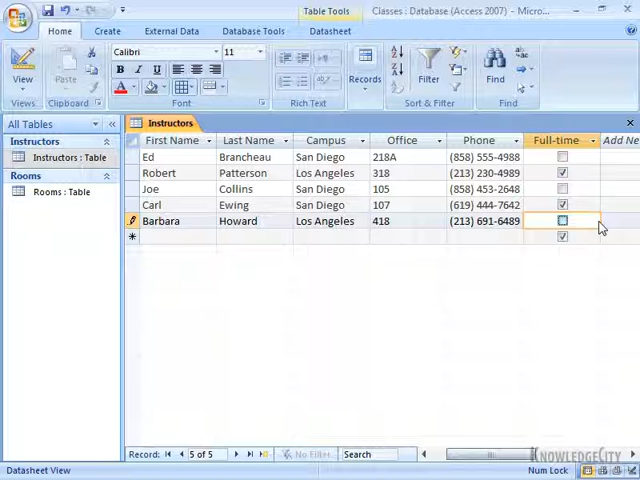 Table Tools
Classes : Database (Access 2007) - Micro...
Home
Create
External Data
Database Tools
Datasheet
View
Views
Paste
Clipboard
Calibri
11
B I U
A
Font
Rich Text
Records
Filter
Sort & Filter
Find
Find
All Tables
Instructors
Instructors : Table
Rooms
Rooms : Table
Instructors
First Name Last Name Campus Office Phone Full-time Add Ne
Ed Brancheau San Diego 218A (858) 555-4988
Robert Patterson Los Angeles 318 (213) 230-4989
Joe Collins San Diego 105 (858) 453-2648
Carl Ewing San Diego 107 (619) 444-7642
Barbara Howard Los Angeles 418 (213) 691-6489
Record: 5 of 5 No Filter Search
KnowledgeCity
Datasheet View
Num Lock